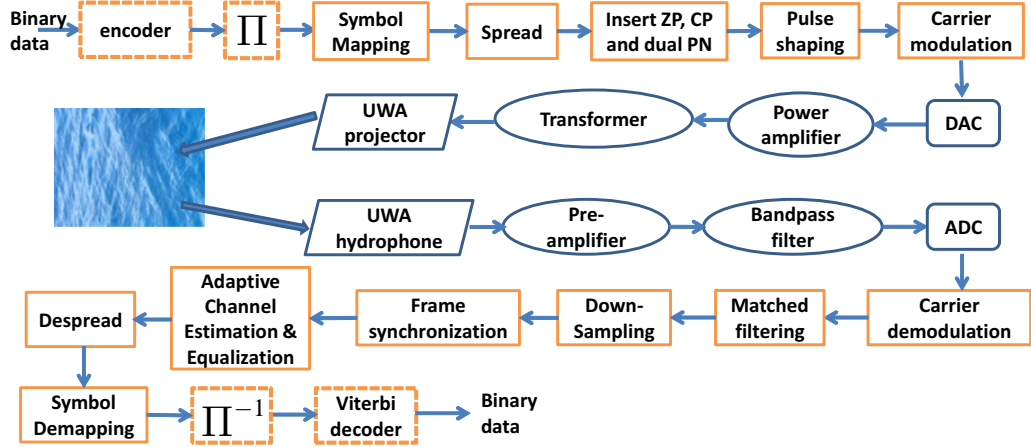 Binary
data
encoder
∏
Symbol
Mapping
Spread
Insert ZP, CP
and dual PN
Pulse
shaping
Carrier
modulation
UWA
projector
Transformer
Power
amplifier
DAC
UWA
hydrophone
Pre-
amplifier
Bandpass
filter
ADC
Despread
Adaptive
Channel
Estimation &
Equalization
Frame
synchronization
Down-
Sampling
Matched
filtering
Carrier
demodulation
Symbol
Demapping
∏⁻¹
Viterbi
decoder
Binary
data